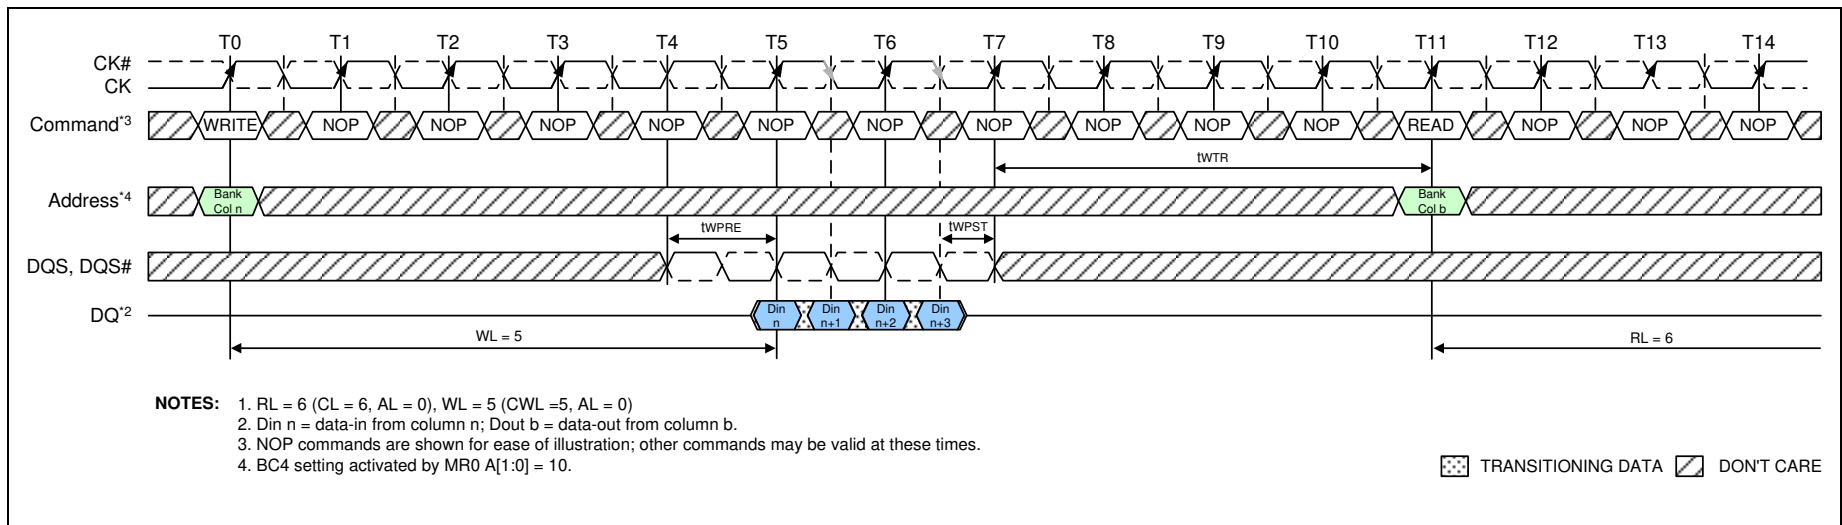 T0 T1 T2 T3 T4 T5 T6 T7 T8 T9 T10 T11 T12 T13 T14
CK#
CK
Command*3 WRITE NOP NOP NOP NOP NOP NOP NOP NOP NOP NOP READ NOP NOP NOP
tWTR
Address*4 Bank Col n Bank Col b
tWPRE tWPST
DQS, DQS#
DQ*2 Din n Din n+1 Din n+2 Din n+3
WL = 5 RL = 6
NOTES: 1. RL = 6 (CL = 6, AL = 0), WL = 5 (CWL =5, AL = 0)
2. Din n = data-in from column n; Dout b = data-out from column b.
3. NOP commands are shown for ease of illustration; other commands may be valid at these times.
4. BC4 setting activated by MR0 A[1:0] = 10.
TRANSITIONING DATA DON'T CARE